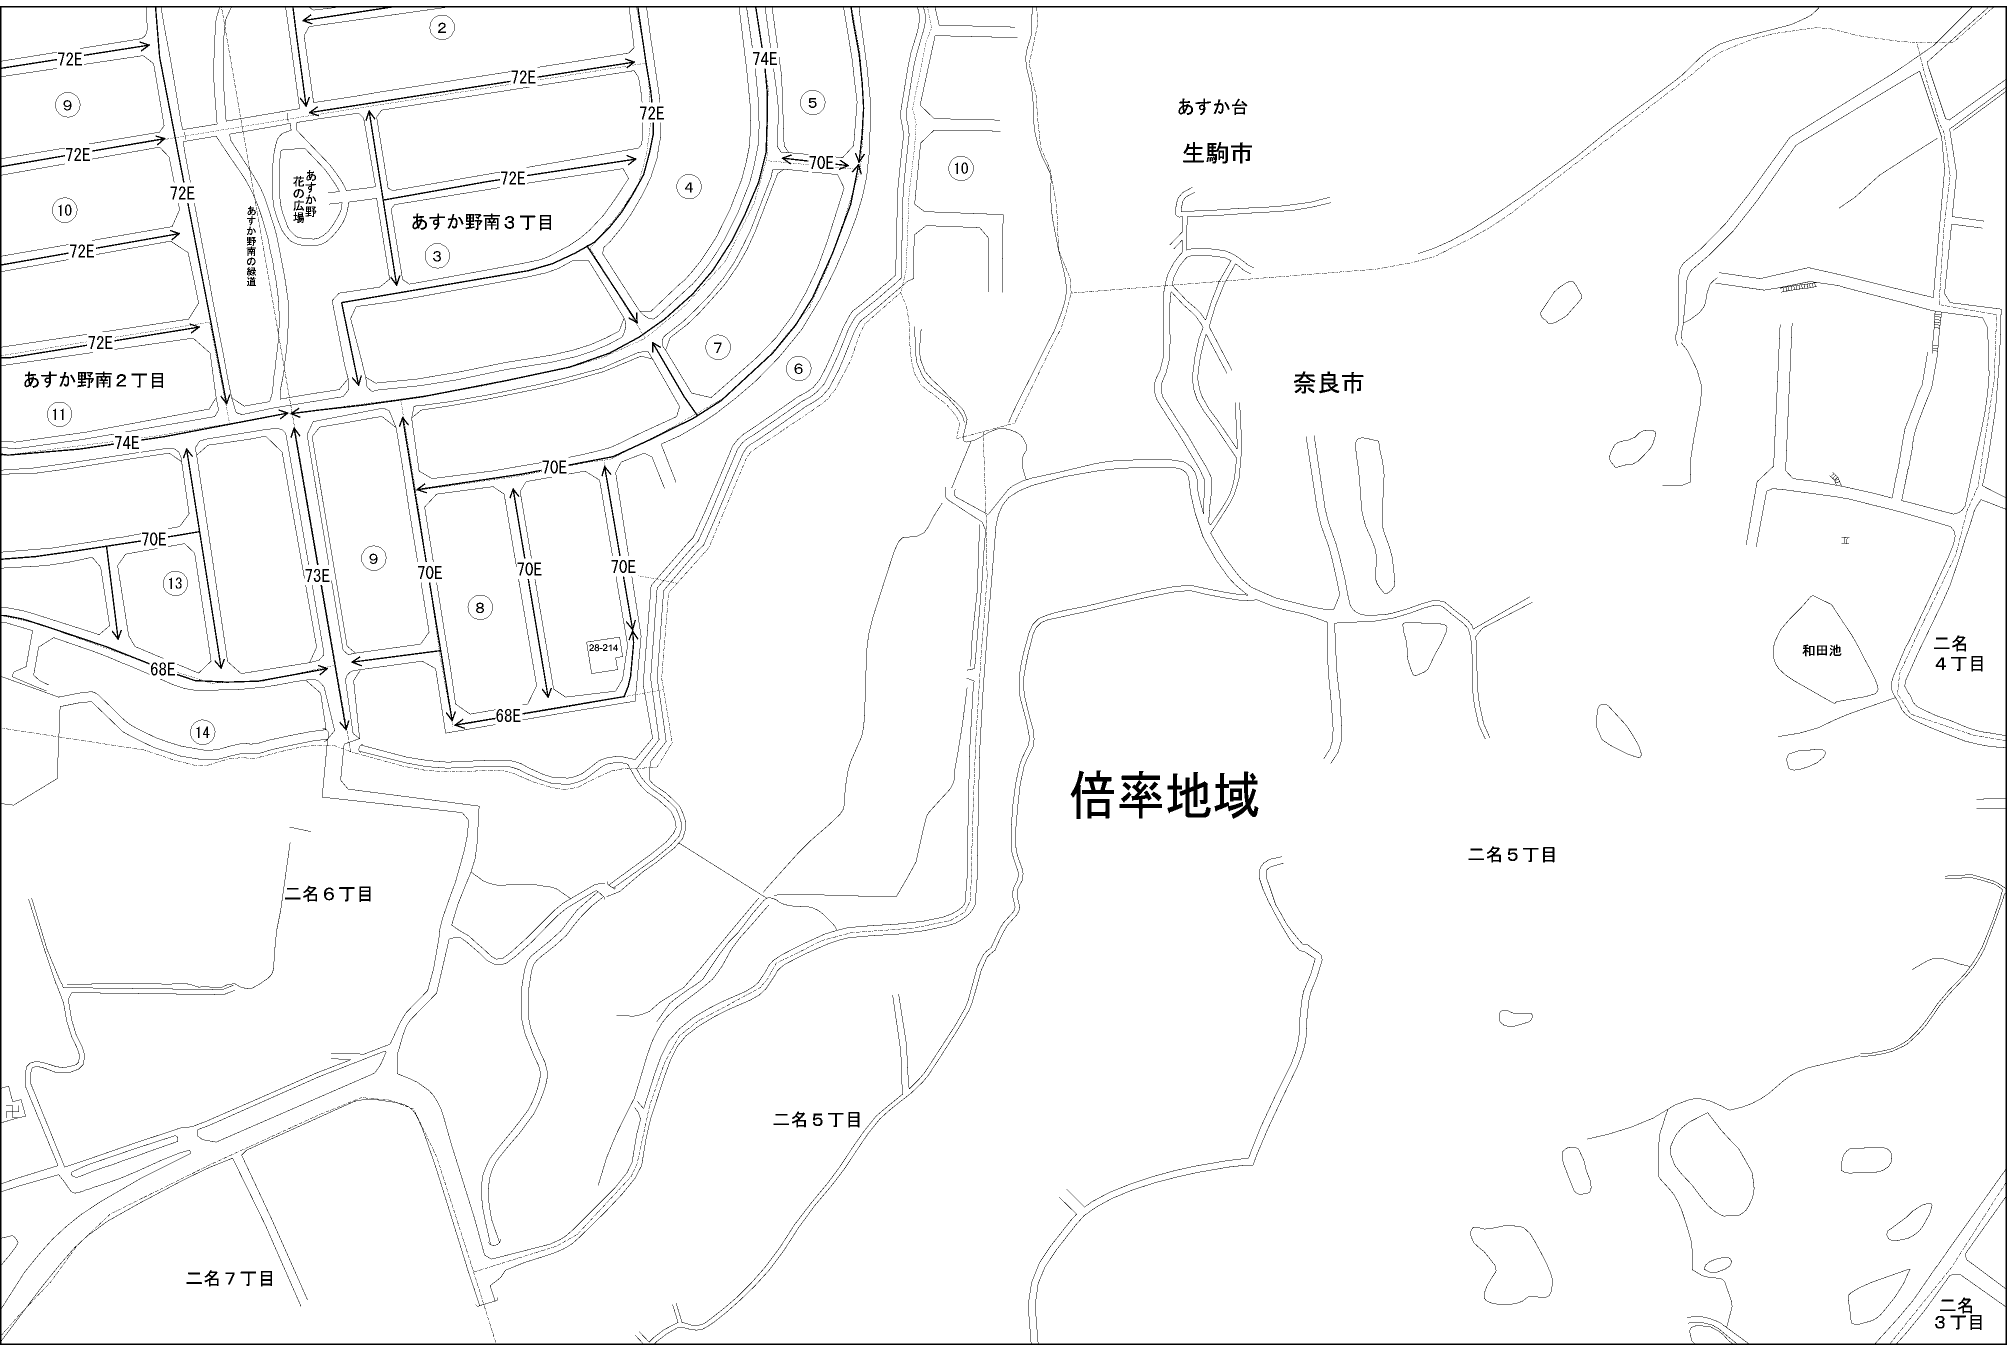 ②
72E
74E
72E
⑨
⑤
あすか台
72E
生駒市
72E
70E
⑩
72E
72E
④
あすか野
花の広場
⑩
あすか野南の緑道
あすか野南３丁目
72E
③
72E
⑦
⑥
あすか野南２丁目
奈良市
⑪
74E
70E
70E
⑨
73E
70E
70E
70E
⑬
⑧
28-214
68E
和田池
二名
４丁目
68E
⑭
倍率地域
二名５丁目
二名６丁目
二名５丁目
卍
二名７丁目
二名
３丁目